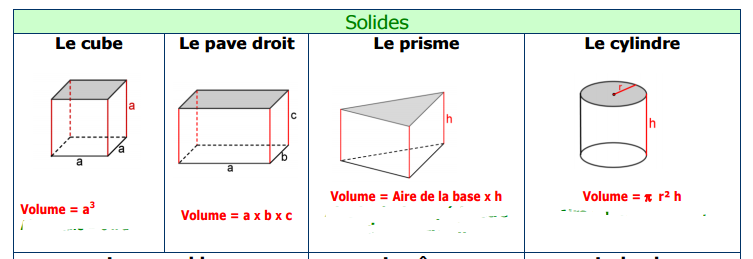 Solides
Le cube
Le pave droit
Le prisme
Le cylindre
a
a
a
Volume = a³
c
b
a
Volume = a x b x c
h
Volume = Aire de la base x h
r
h
Volume = π r² h